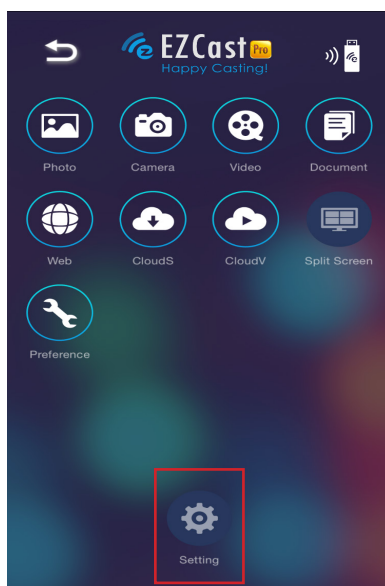 EZCast Pro
Happy Casting!
Photo Camera Video Document
Web CloudS CloudV Split Screen
Preference
Setting